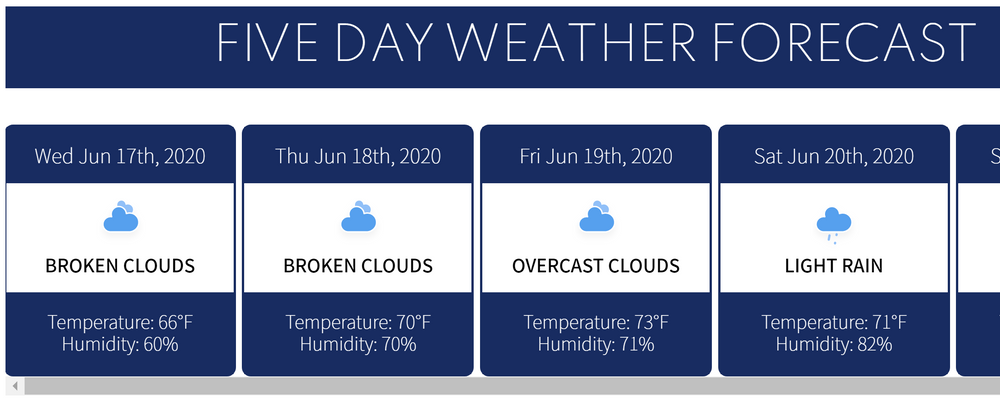 FIVE DAY WEATHER FORECAST
Wed Jun 17th, 2020
BROKEN CLOUDS
Temperature: 66°F
Humidity: 60%
Thu Jun 18th, 2020
BROKEN CLOUDS
Temperature: 70°F
Humidity: 70%
Fri Jun 19th, 2020
OVERCAST CLOUDS
Temperature: 73°F
Humidity: 71%
Sat Jun 20th, 2020
LIGHT RAIN
Temperature: 71°F
Humidity: 82%